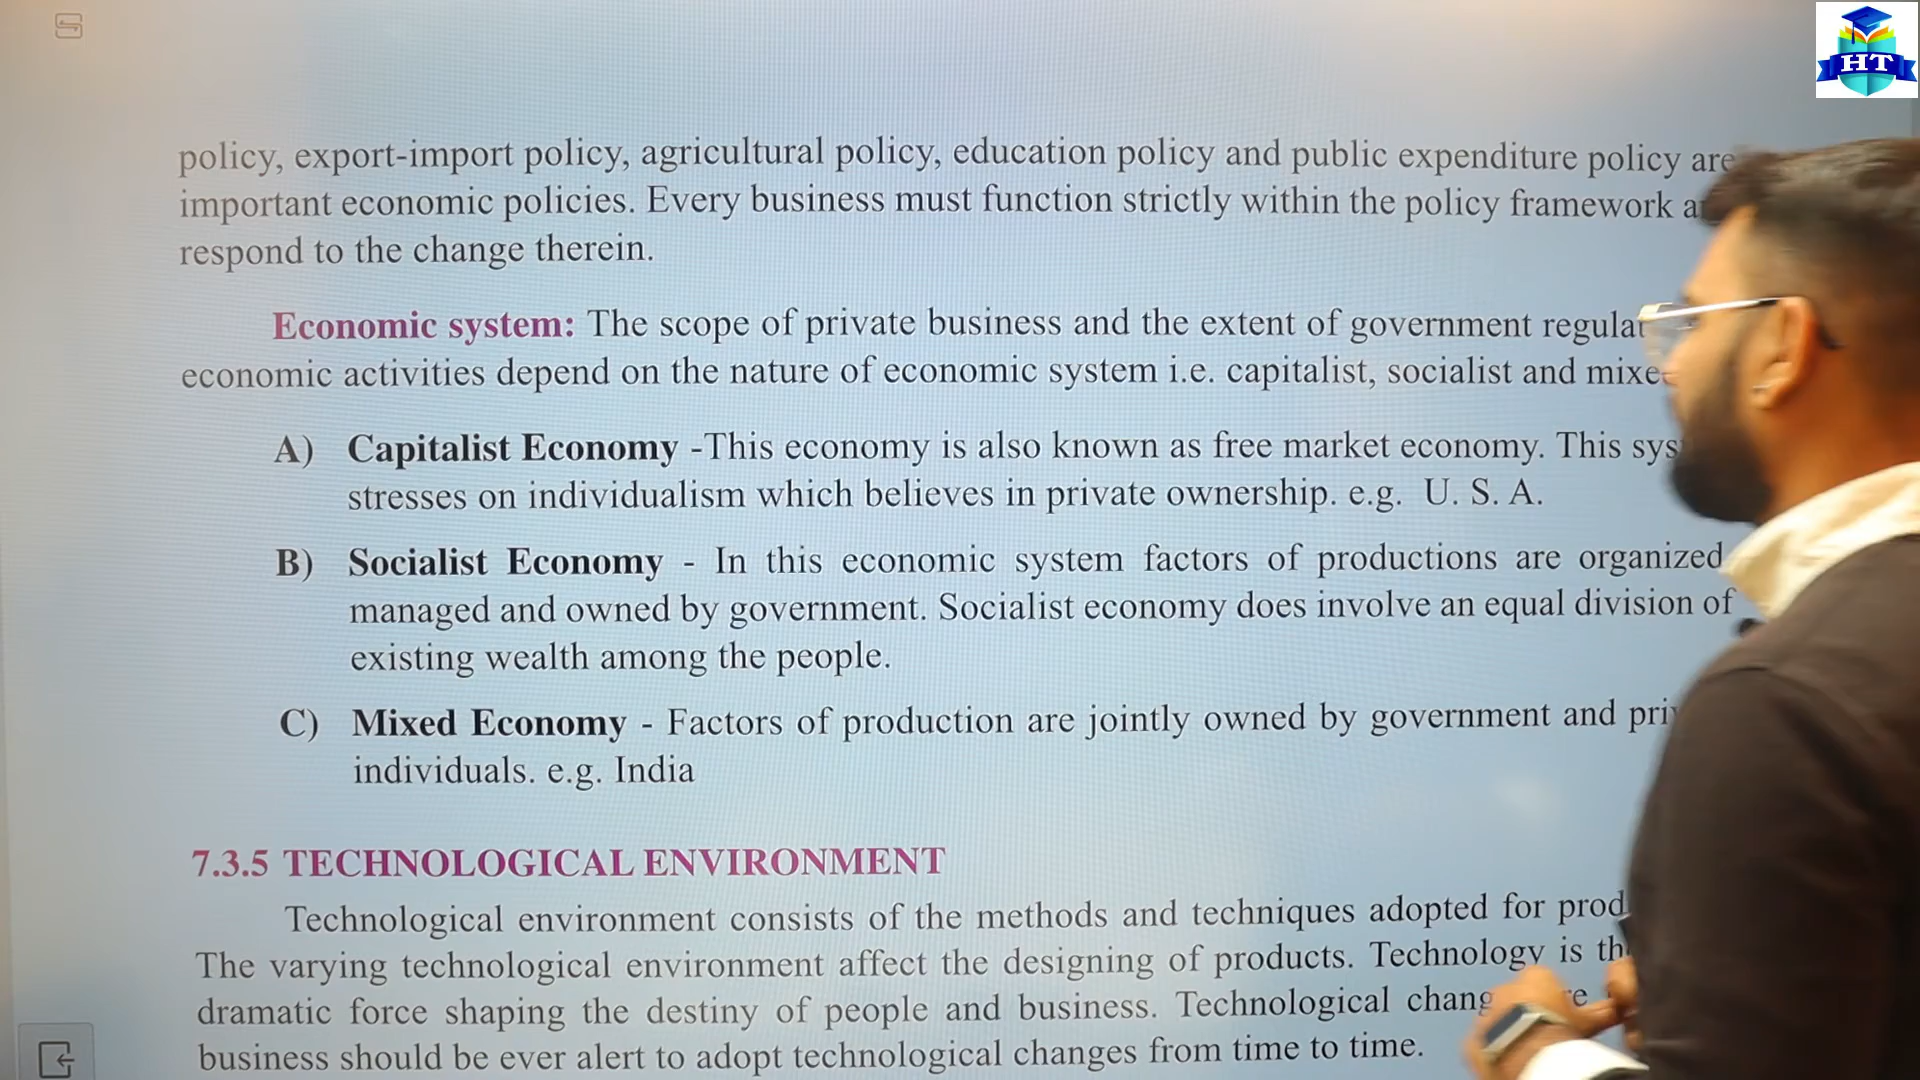 HT
policy, export-import policy, agricultural policy, education policy and public expenditure policy are
important economic policies. Every business must function strictly within the policy framework
respond to the change therein.
Economic system: The scope of private business and the extent of government
economic activities depend on the nature of economic system i.e. capitalist, socialist and
A) Capitalist Economy -This economy is also known as free market economy. This
stresses on individualism which believes in private ownership. e.g. U. S. A.
B) Socialist Economy - In this economic system factors of productions are organized
managed and owned by government. Socialist economy does involve an equal division of
existing wealth among the people.
C) Mixed Economy - Factors of production are jointly owned by government and
individuals. e.g. India
7.3.5 TECHNOLOGICAL ENVIRONMENT
Technological environment consists of the methods and techniques adopted for
The varying technological environment affect the designing of products. Technology is
dramatic force shaping the destiny of people and business. Technological
business should be ever alert to adopt technological changes from time to time.